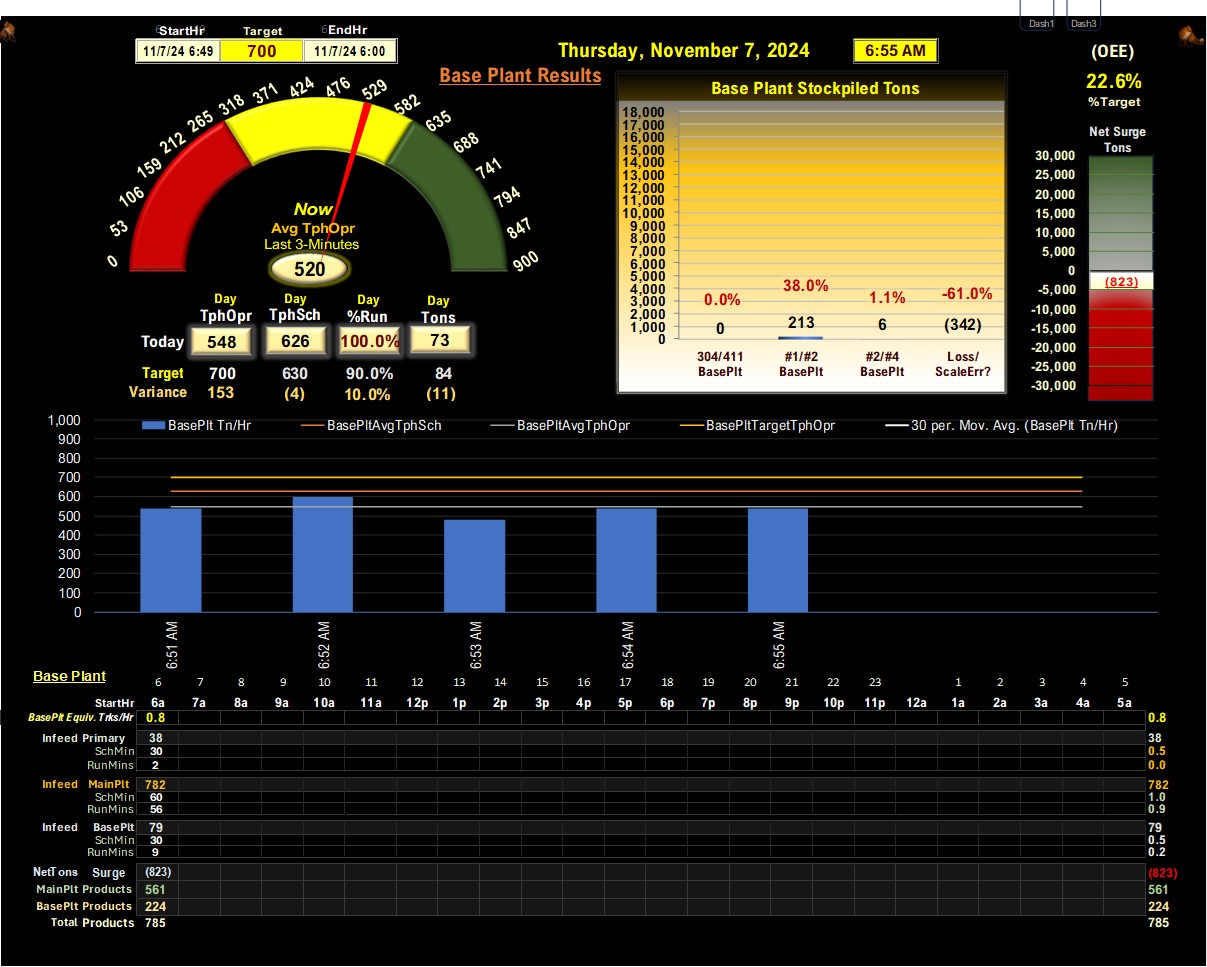 Dash1 Dash3
StartHr Target EndHr
11/7/24 6:49 700 11/7/24 6:00
Thursday, November 7, 2024 6:55 AM
Base Plant Results
(OEE)
22.6%
%Target
Net Surge
Tons
30,000
25,000
20,000
15,000
10,000
5,000
0
(823)
-5,000
-10,000
-15,000
-20,000
-25,000
-30,000
0 53 106 159 212 265 318 371 424 476 529 582 635 688 741 794 847 900
Now
Avg TphOpr
Last 3-Minutes
520
Day Day Day Day
TphOpr TphSch %Run Tons
Today 548 626 100.0% 73
Target 700 630 90.0% 84
Variance 153 (4) 10.0% (11)
Base Plant Stockpiled Tons
18,000
17,000
16,000
15,000
14,000
13,000
12,000
11,000
10,000
9,000
8,000
7,000
6,000
5,000
4,000
3,000
2,000
1,000
0
0.0% 38.0% 1.1% -61.0%
0 213 6 (342)
304/411 #1/#2 #2/#4 Loss/
BasePlt BasePlt BasePlt ScaleErr?
BasePlt Tn/Hr BasePltAvgTphSch BasePltAvgTphOpr BasePltTargetTphOpr 30 per. Mov. Avg. (BasePlt Tn/Hr)
1,000
900
800
700
600
500
400
300
200
100
0
6:51 AM 6:52 AM 6:53 AM 6:54 AM 6:55 AM
Base Plant
6 7 8 9 10 11 12 13 14 15 16 17 18 19 20 21 22 23 1 2 3 4 5
StartHr 6a 7a 8a 9a 10a 11a 12p 1p 2p 3p 4p 5p 6p 7p 8p 9p 10p 11p 12a 1a 2a 3a 4a 5a
BasePlt Equiv. Trks/Hr 0.8 0.8
Infeed Primary 38 38
SchMin 30 0.5
RunMins 2 0.0
Infeed MainPlt 782 782
SchMin 60 1.0
RunMins 56 0.9
Infeed BasePlt 79 79
SchMin 30 0.5
RunMins 9 0.2
NetTons Surge (823) (823)
MainPlt Products 561 561
BasePlt Products 224 224
Total Products 785 785